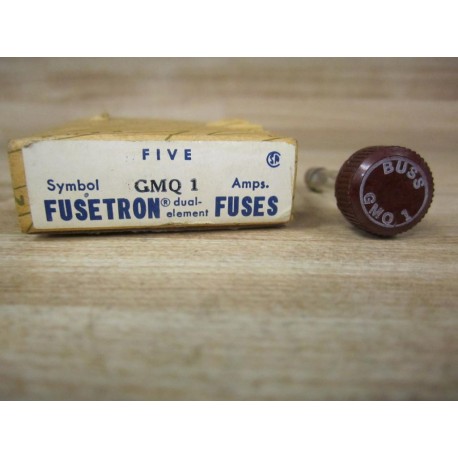 FIVE
Symbol GMQ 1 Amps.
FUSETRON® dual-element FUSES
BUSS
GMQ 1